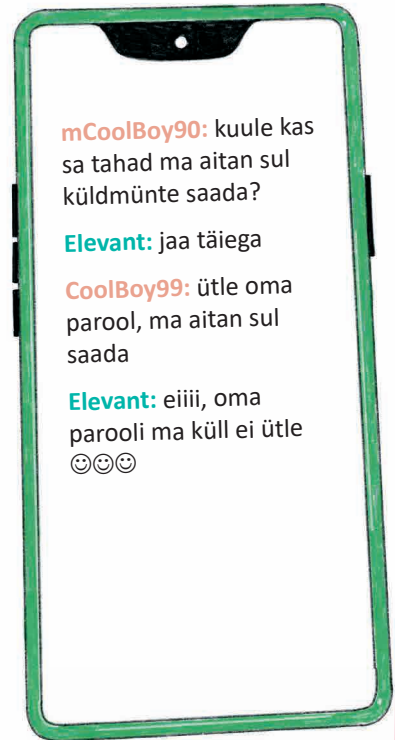 mCoolBoy90: kuule kas
sa tahad ma aitan sul
küldmünte saada?
Elevant: jaa täiega
CoolBoy99: ütle oma
parool, ma aitan sul
saada
Elevant: eiiii, oma
parooli ma küll ei ütle
☺☺☺